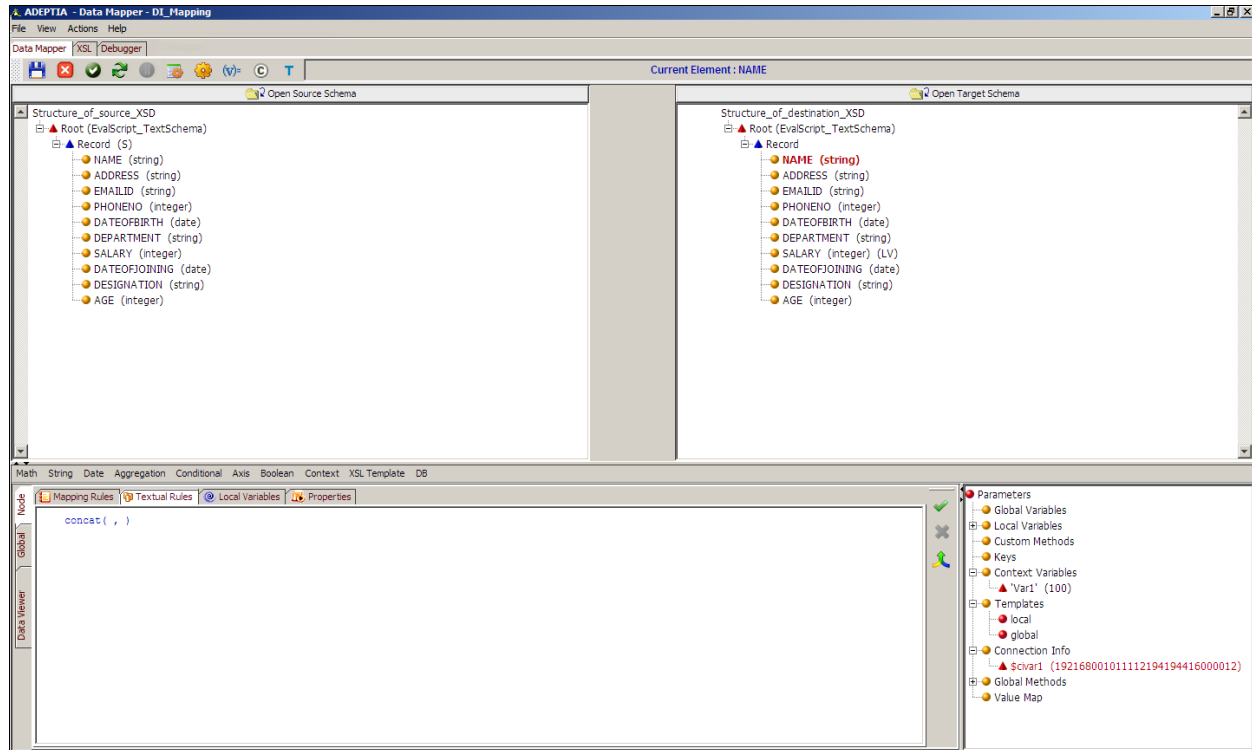 ADEPTIA - Data Mapper - DI_Mapping
File View Actions Help
Data Mapper XSL Debugger
(V)= © T Current Element : NAME
Open Source Schema
Open Target Schema
Structure_of_source_XSD
Root (EvalScript_TextSchema)
Record (S)
NAME (string)
ADDRESS (string)
EMAILID (string)
PHONENO (integer)
DATEOFBIRTH (date)
DEPARTMENT (string)
SALARY (integer)
DATEOFJOINING (date)
DESIGNATION (string)
AGE (integer)
Structure_of_destination_XSD
Root (EvalScript_TextSchema)
Record
NAME (string)
ADDRESS (string)
EMAILID (string)
PHONENO (integer)
DATEOFBIRTH (date)
DEPARTMENT (string)
SALARY (integer) (LV)
DATEOFJOINING (date)
DESIGNATION (string)
AGE (integer)
Math String Date Aggregation Conditional Axis Boolean Context XSL Template DB
Node
Global
Data Viewer
Mapping Rules Textual Rules Local Variables Properties
concat( , )
Parameters
Global Variables
Local Variables
Custom Methods
Keys
Context Variables
'Var1' (100)
Templates
local
global
Connection Info
$civar1 (192168001011112194194416000012)
Global Methods
Value Map